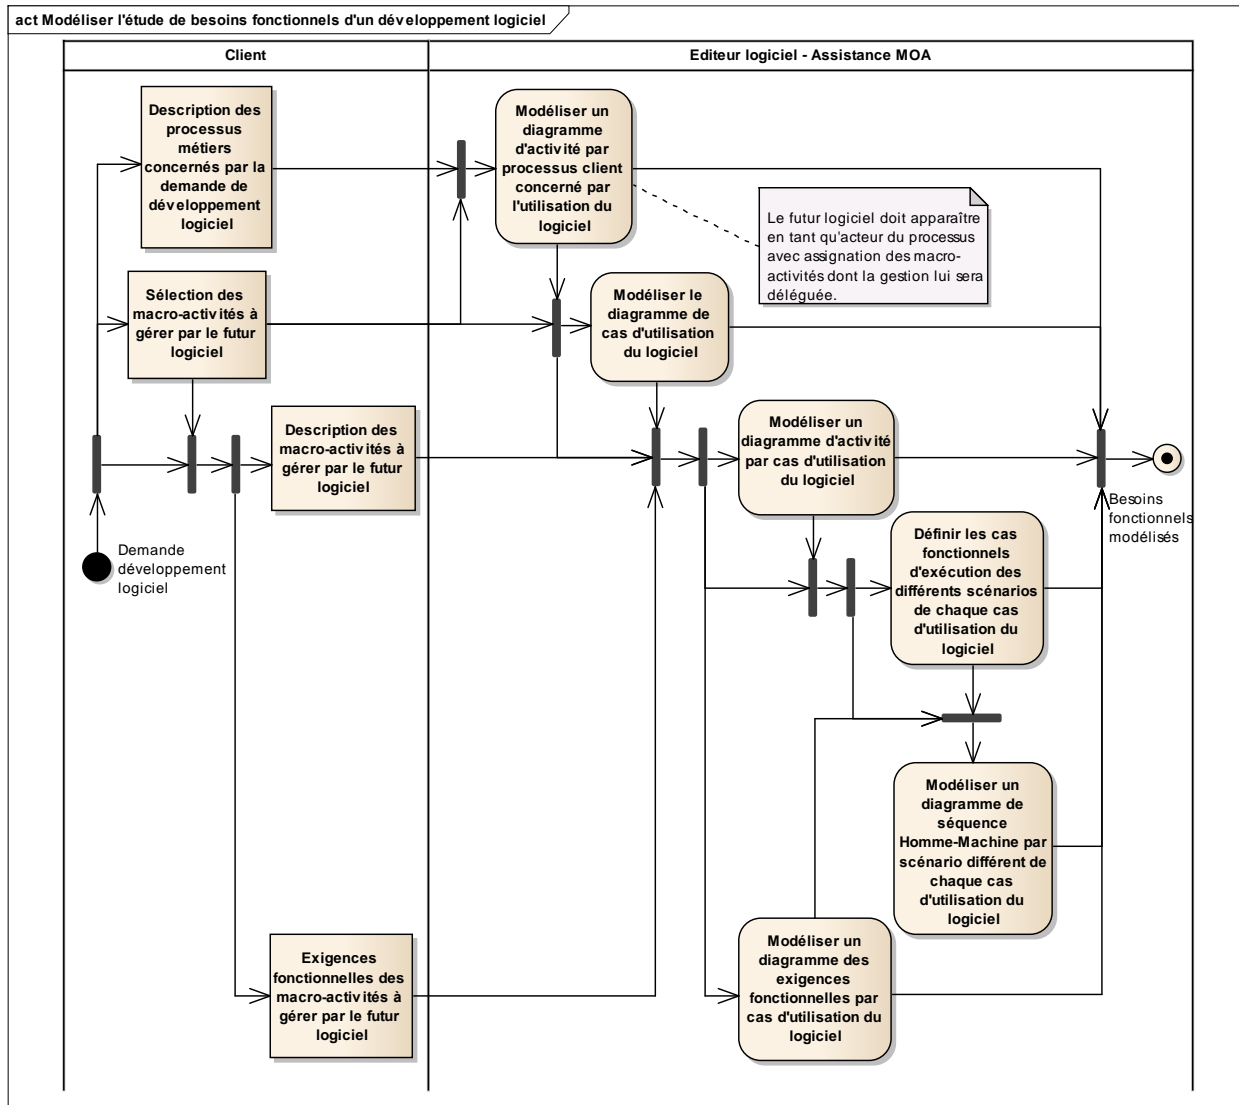 act Modéliser l'étude de besoins fonctionnels d'un développement logiciel
Client
Editeur logiciel - Assistance MOA
Description des
processus
métiers
concernés par la
demande de
développement
logiciel
Modéliser un
diagramme
d'activité par
processus client
concerné par
l'utilisation du
logiciel
Le futur logiciel doit apparaître
en tant qu'acteur du processus
avec assignation des macro-
activités dont la gestion lui sera
déléguée.
Sélection des
macro-activités à
gérer par le futur
logiciel
Modéliser le
diagramme de
cas d'utilisation
du logiciel
Description des
macro-activités à
gérer par le futur
logiciel
Modéliser un
diagramme d'activité
par cas d'utilisation
du logiciel
Besoins
fonctionnels
modélisés
Demande
développement
logiciel
Définir les cas
fonctionnels
d'exécution des
différents scénarios
de chaque cas
d'utilisation du
logiciel
Modéliser un
diagramme de
séquence
Homme-Machine par
scénario différent de
chaque cas
d'utilisation du
logiciel
Exigences
fonctionnelles des
macro-activités à
gérer par le futur
logiciel
Modéliser un
diagramme des
exigences
fonctionnelles par
cas d'utilisation du
logiciel